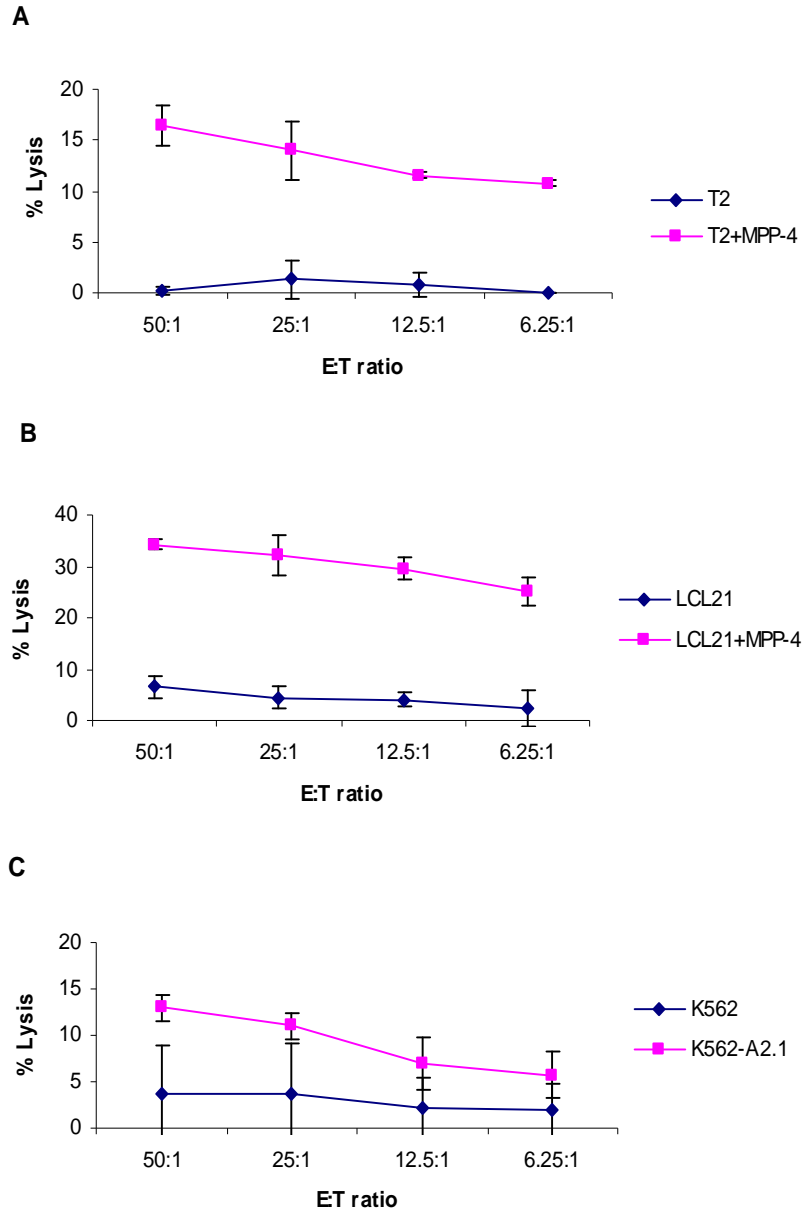 A
% Lysis
20
15
10
5
0
50:1 25:1 12.5:1 6.25:1
E:T ratio
T2
T2+MPP-4
B
% Lysis
40
30
20
10
0
50:1 25:1 12.5:1 6.25:1
E:T ratio
LCL21
LCL21+MPP-4
C
% Lysis
20
15
10
5
0
50:1 25:1 12.5:1 6.25:1
E:T ratio
K562
K562-A2.1